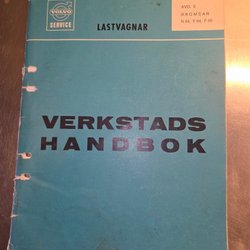 VOLVO
SERVICE
LASTVAGNAR
AVD. 5
BROMSAR
VERKSTADS
HANDBOK